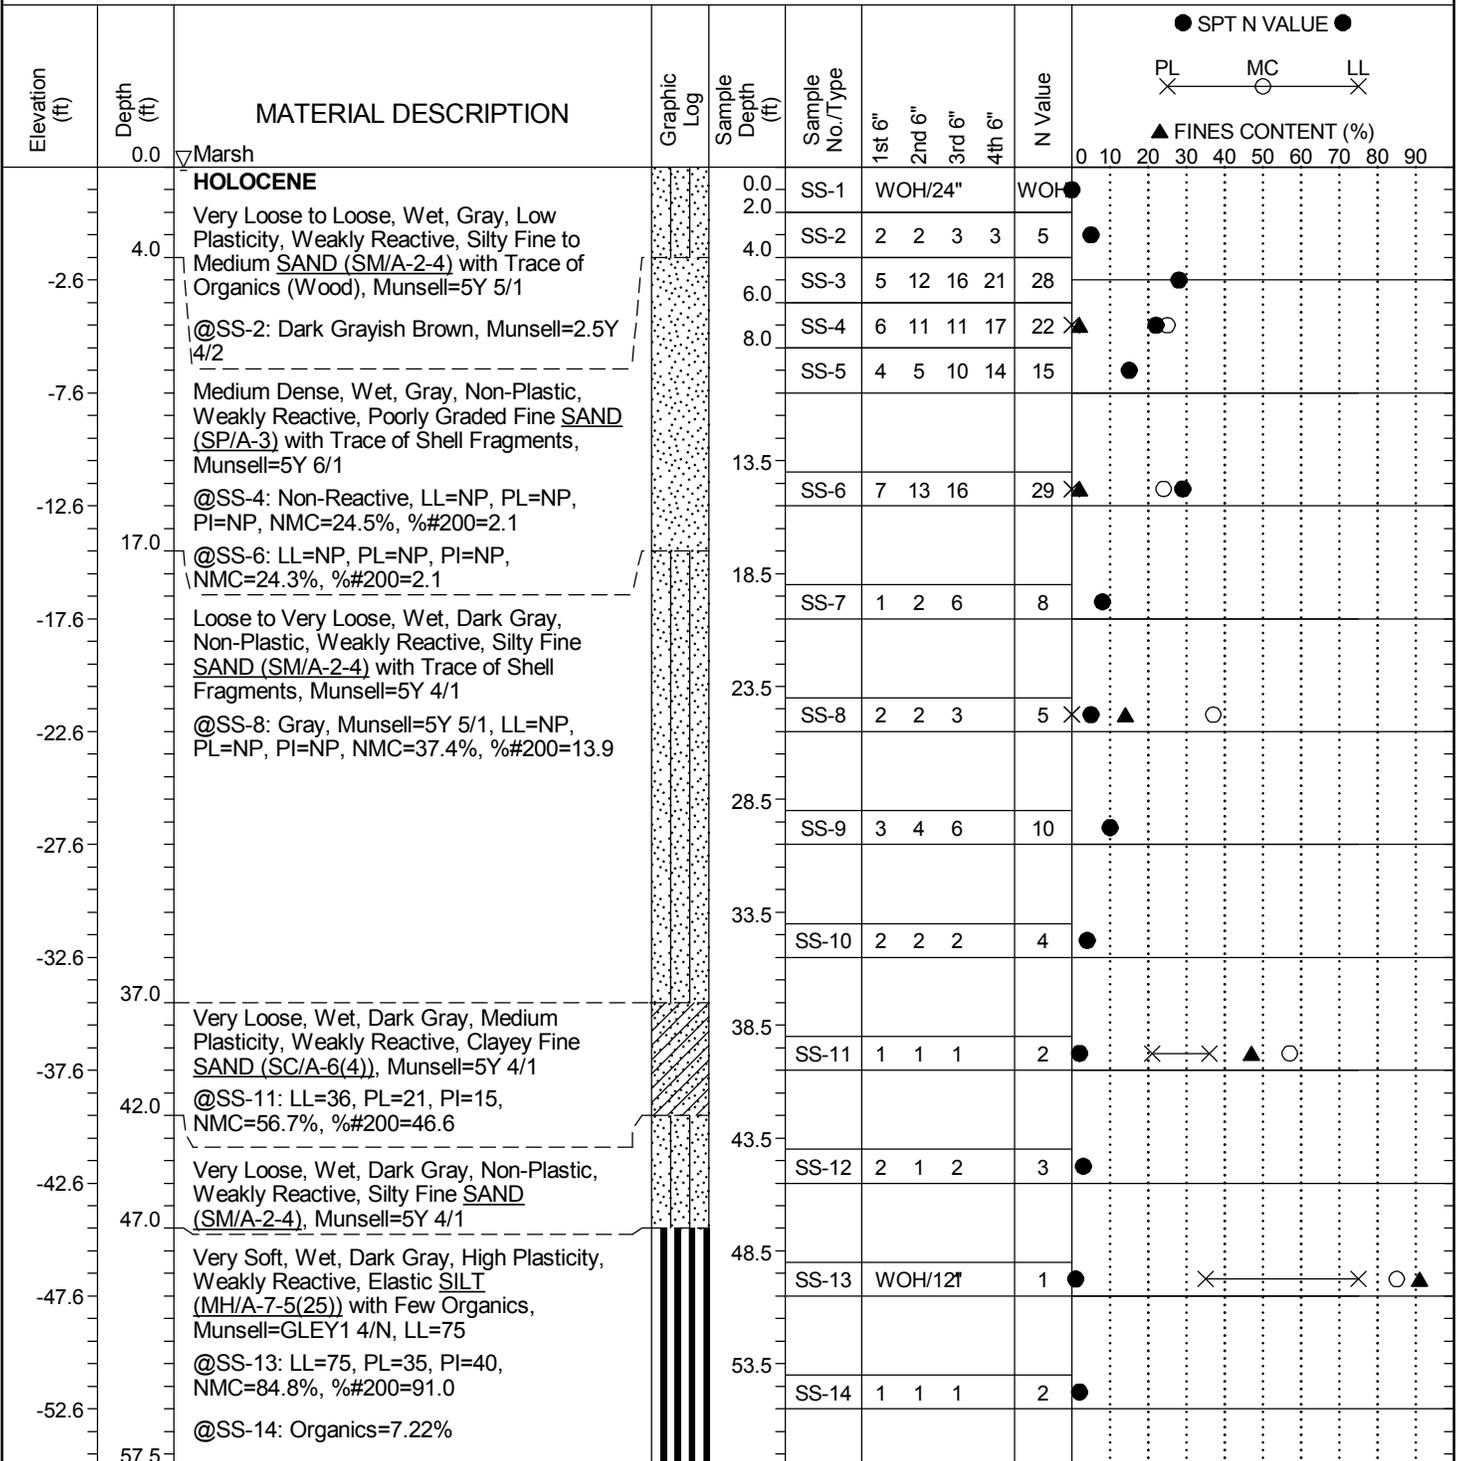 ● SPT N VALUE ●
PL MC LL
▲ FINES CONTENT (%)
0 10 20 30 40 50 60 70 80 90
Elevation (ft)
Depth (ft)
MATERIAL DESCRIPTION
Graphic Log
Sample Depth (ft)
Sample No./Type
1st 6"
2nd 6"
3rd 6"
4th 6"
N Value
0.0 Marsh
HOLOCENE
Very Loose to Loose, Wet, Gray, Low
Plasticity, Weakly Reactive, Silty Fine to
Medium SAND (SM/A-2-4) with Trace of
Organics (Wood), Munsell=5Y 5/1
@SS-2: Dark Grayish Brown, Munsell=2.5Y
4/2
Medium Dense, Wet, Gray, Non-Plastic,
Weakly Reactive, Poorly Graded Fine SAND
(SP/A-3) with Trace of Shell Fragments,
Munsell=5Y 6/1
@SS-4: Non-Reactive, LL=NP, PL=NP,
PI=NP, NMC=24.5%, %#200=2.1
@SS-6: LL=NP, PL=NP, PI=NP,
NMC=24.3%, %#200=2.1
Loose to Very Loose, Wet, Dark Gray,
Non-Plastic, Weakly Reactive, Silty Fine
SAND (SM/A-2-4) with Trace of Shell
Fragments, Munsell=5Y 4/1
@SS-8: Gray, Munsell=5Y 5/1, LL=NP,
PL=NP, PI=NP, NMC=37.4%, %#200=13.9
Very Loose, Wet, Dark Gray, Medium
Plasticity, Weakly Reactive, Clayey Fine
SAND (SC/A-6(4)), Munsell=5Y 4/1
@SS-11: LL=36, PL=21, PI=15,
NMC=56.7%, %#200=46.6
Very Loose, Wet, Dark Gray, Non-Plastic,
Weakly Reactive, Silty Fine SAND
(SM/A-2-4), Munsell=5Y 4/1
Very Soft, Wet, Dark Gray, High Plasticity,
Weakly Reactive, Elastic SILT
(MH/A-7-5(25)) with Few Organics,
Munsell=GLEY1 4/N, LL=75
@SS-13: LL=75, PL=35, PI=40,
NMC=84.8%, %#200=91.0
@SS-14: Organics=7.22%
-2.6
-7.6
-12.6
-17.6
-22.6
-27.6
-32.6
-37.6
-42.6
-47.6
-52.6
4.0
17.0
37.0
42.0
47.0
57.5
0.0 SS-1 WOH/24" WOH
2.0 SS-2 2 2 3 3 5
4.0 SS-3 5 12 16 21 28
6.0 SS-4 6 11 11 17 22
8.0 SS-5 4 5 10 14 15
13.5 SS-6 7 13 16 29
18.5 SS-7 1 2 6 8
23.5 SS-8 2 2 3 5
28.5 SS-9 3 4 6 10
33.5 SS-10 2 2 2 4
38.5 SS-11 1 1 1 2
43.5 SS-12 2 1 2 3
48.5 SS-13 WOH/12" 1 1
53.5 SS-14 1 1 1 2